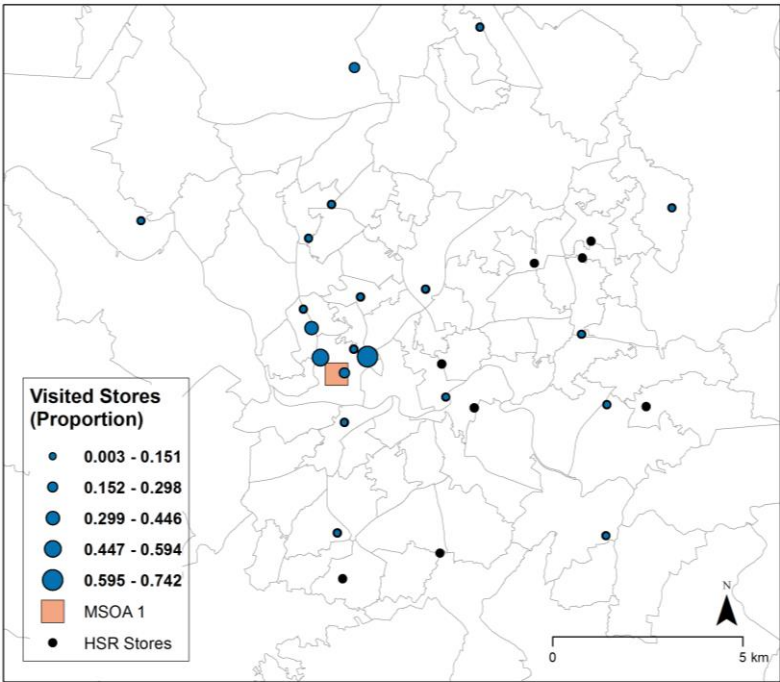 Visited Stores
(Proportion)
0.003 - 0.151
0.152 - 0.298
0.299 - 0.446
0.447 - 0.594
0.595 - 0.742
MSOA 1
HSR Stores
N
0 5 km